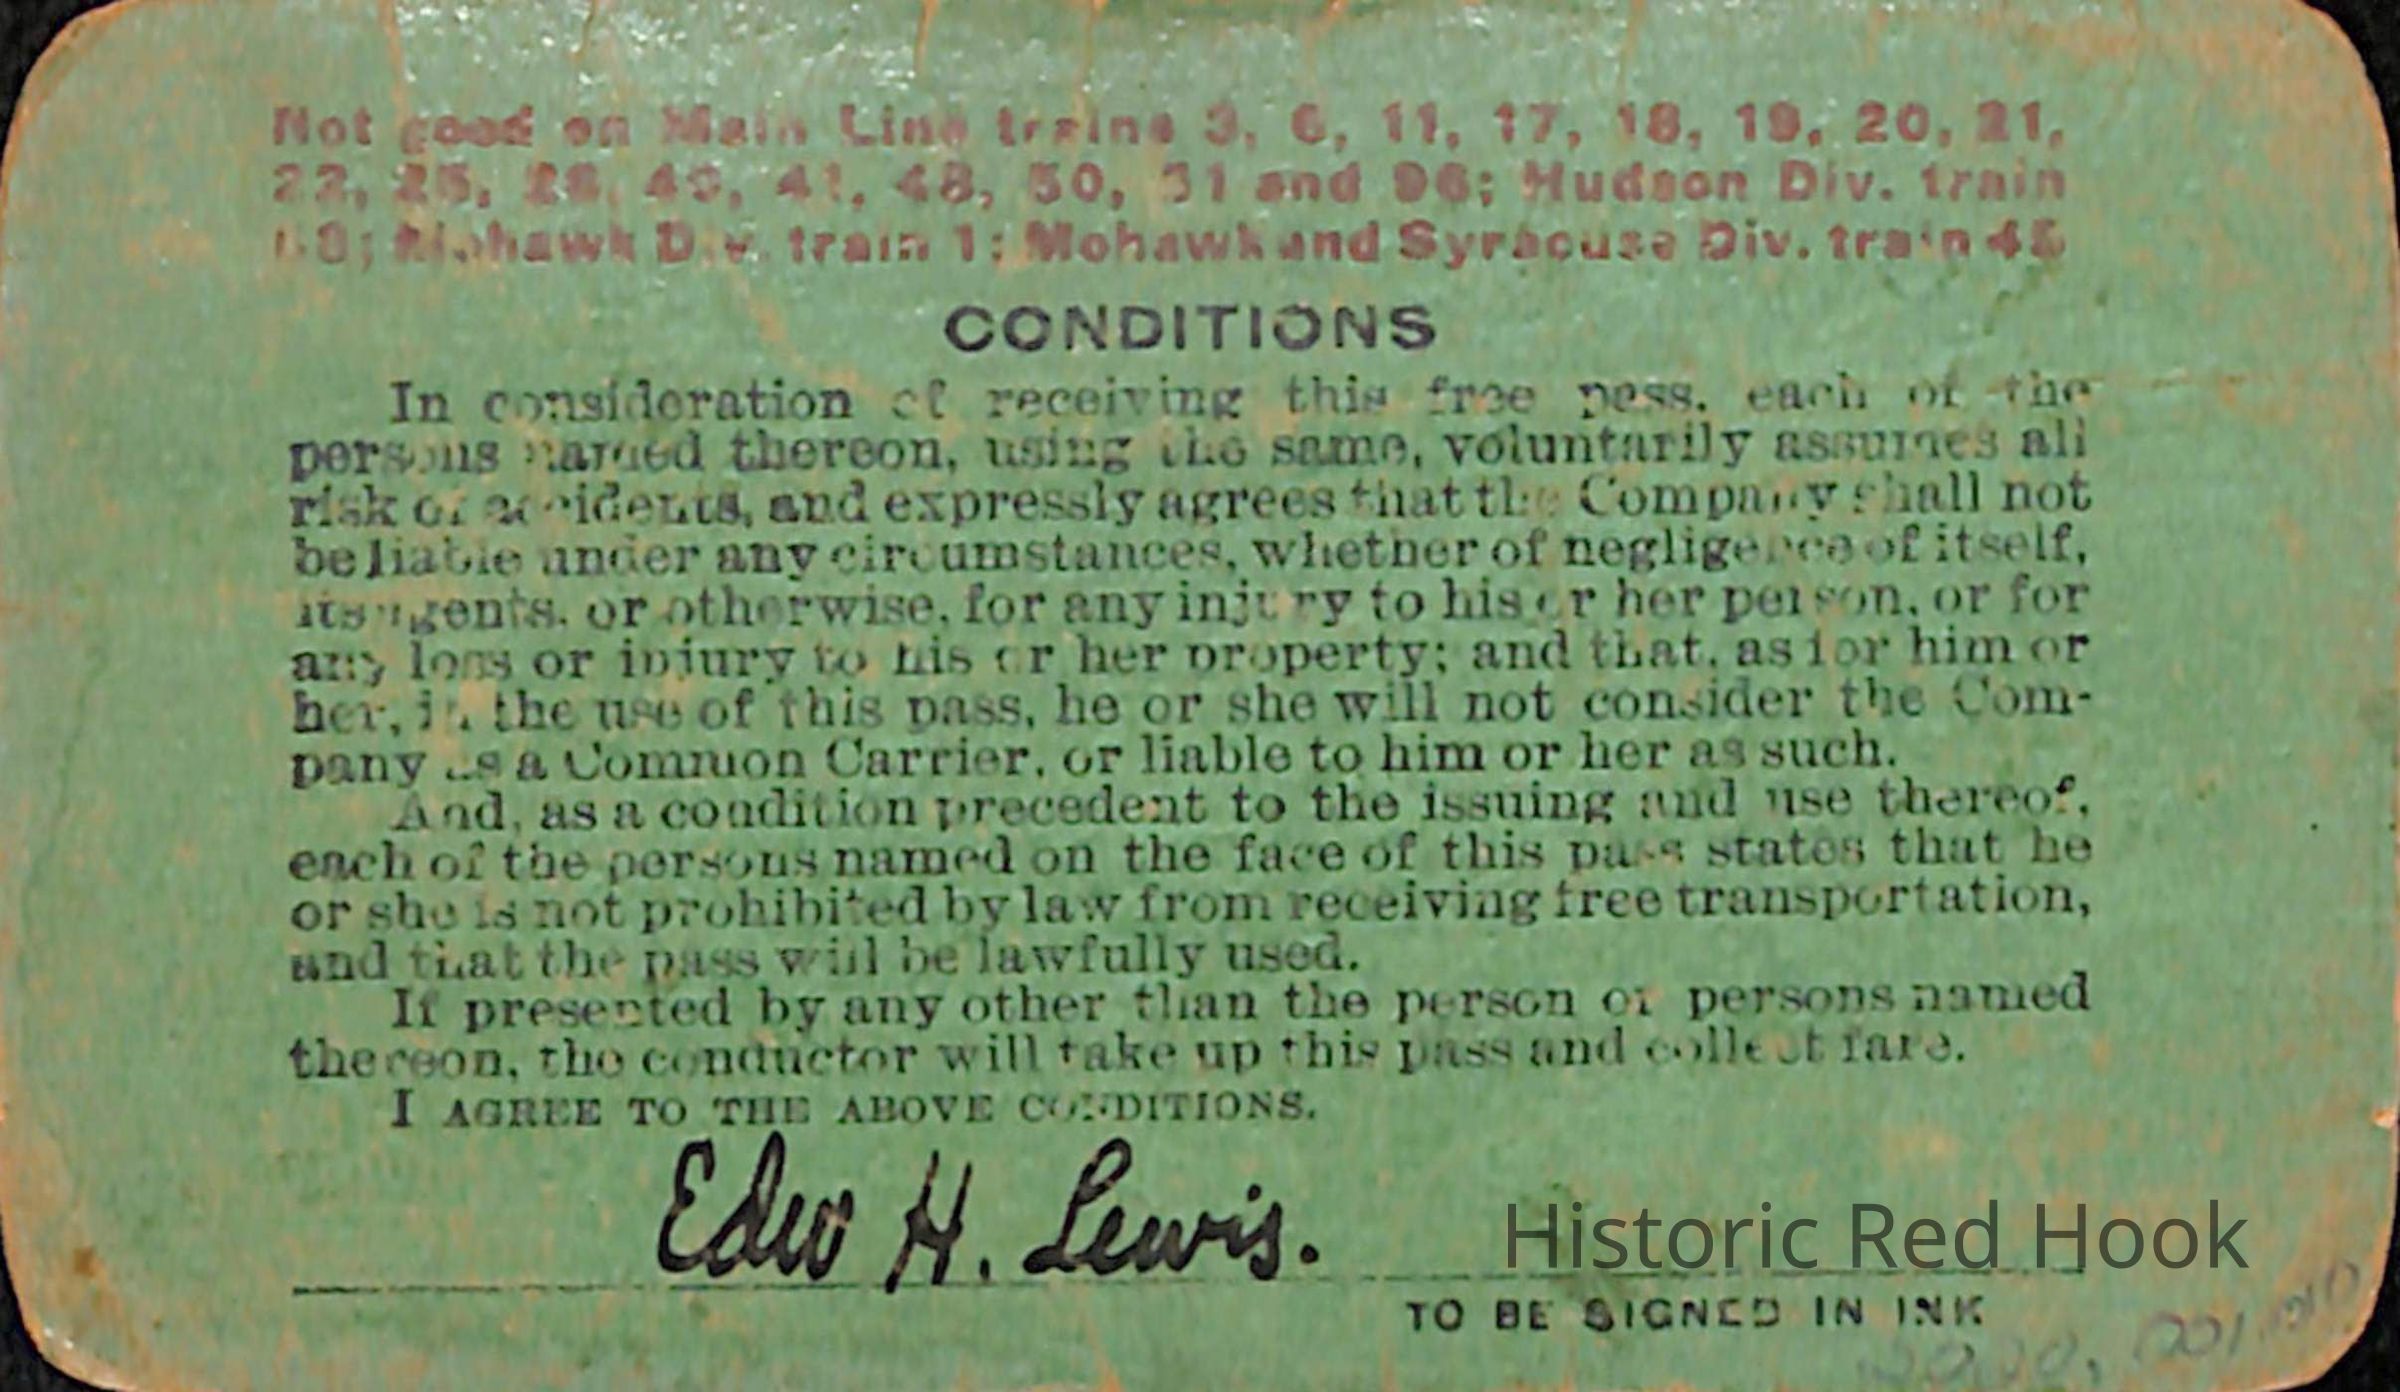 Not good on Main Line trains 3, 6, 11, 17, 18, 19, 20, 21,
22, 25, 26, 40, 41, 48, 50, 51 and 96; Hudson Div. train
Mohawk Div. train 1; Mohawk and Syracuse Div. train 45
CONDITIONS
In consideration of receiving this free pass, each of the
persons named thereon, using the same, voluntarily assumes all
risk of accidents, and expressly agrees that the Company shall not
be liable under any circumstances, whether of negligence of itself,
its agents, or otherwise, for any injury to his or her person, or for
any loss or injury to his or her property; and that, as for him or
her, in the use of this pass, he or she will not consider the Com-
pany as a Common Carrier, or liable to him or her as such.
And, as a condition precedent to the issuing and use thereof,
each of the persons named on the face of this pass states that he
or she is not prohibited by law from receiving free transportation,
and that the pass will be lawfully used.
If presented by any other than the person or persons named
thereon, the conductor will take up this pass and collect fare.
I AGREE TO THE ABOVE CONDITIONS.
Edw H. Lewis.
Historic Red Hook
TO BE SIGNED IN INK